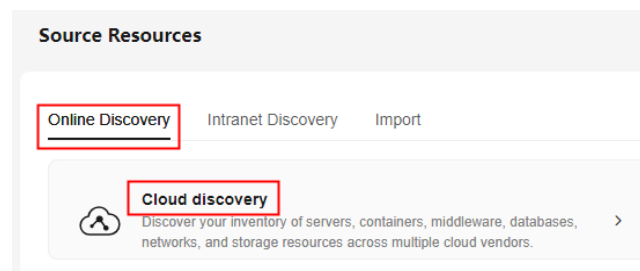 Source Resources
Online Discovery Intranet Discovery Import
Cloud discovery
Discover your inventory of servers, containers, middleware, databases,
networks, and storage resources across multiple cloud vendors.